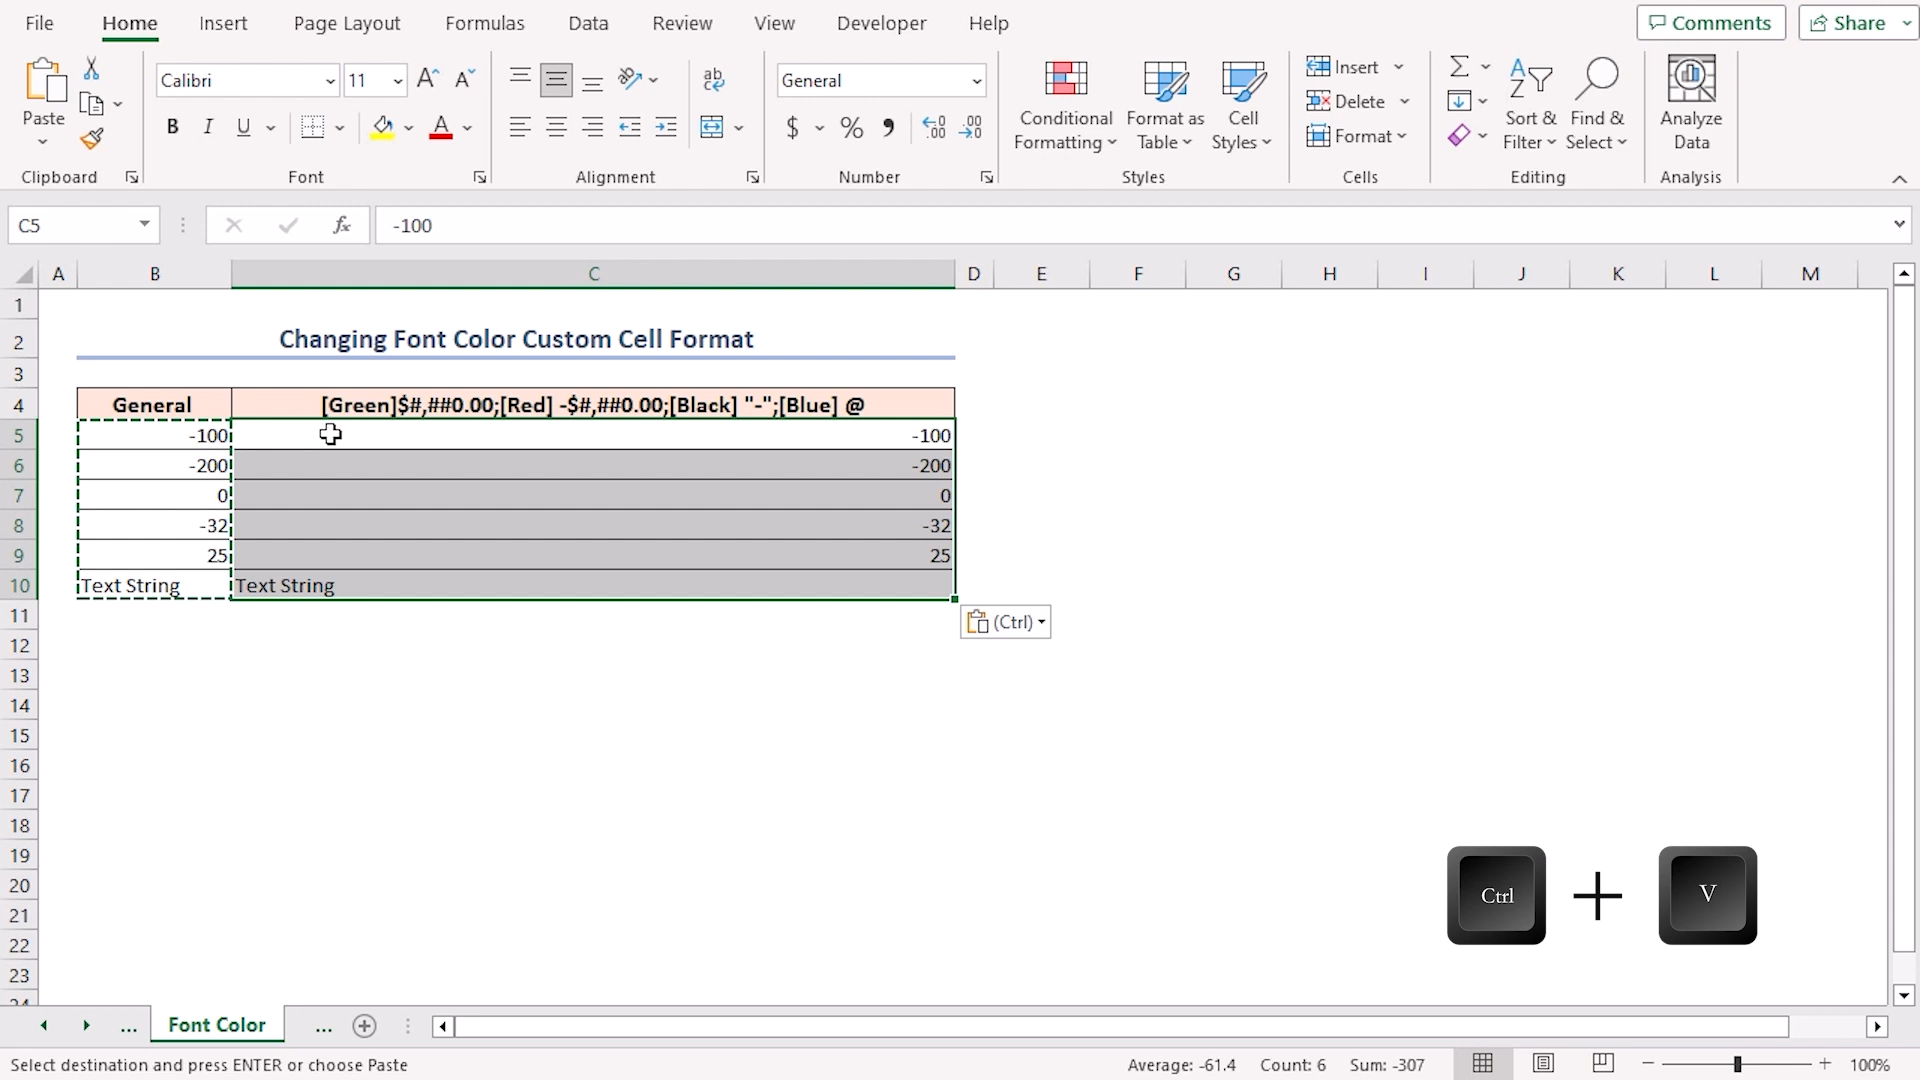 File Home Insert Page Layout Formulas Data Review View Developer Help Comments Share
Calibri 11 General
Paste
B I U $ % 9
ab
A A A
.00 .00
Conditional Formatting
Format as Table
Cell Styles
Insert
Delete
Format
Sort & Filter
Find & Select
Analyze Data
Clipboard Font Alignment Number Styles Cells Editing Analysis
C5 fx -100
A B C D E F G H I J K L M
1
2 Changing Font Color Custom Cell Format
3
4 General [Green]$#,##0.00;[Red] -$#,##0.00;[Black] "-";[Blue] @
5 -100 -100
6 -200 -200
7 0 0
8 -32 -32
9 25 25
10 Text String Text String
11 (Ctrl)
12
13
14
15
16
17
18
19
20 Ctrl + V
21
22
23
24
... Font Color ...
Select destination and press ENTER or choose Paste Average: -61.4 Count: 6 Sum: -307 100%